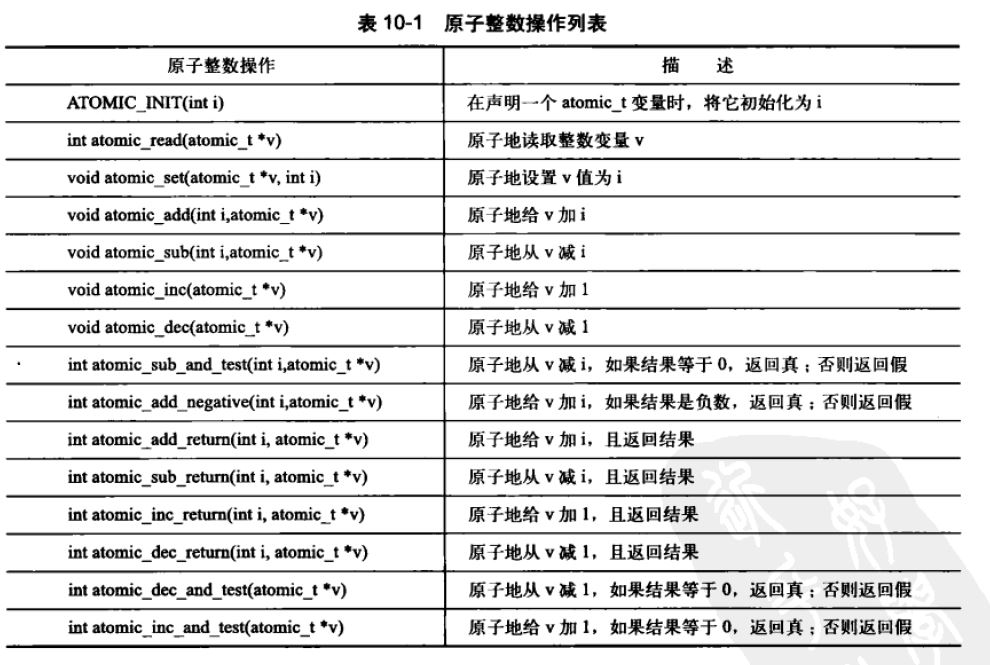 表 10-1 原子整数操作列表
原子整数操作 描 述
ATOMIC_INIT(int i) 在声明一个 atomic_t 变量时，将它初始化为 i
int atomic_read(atomic_t *v) 原子地读取整数变量 v
void atomic_set(atomic_t *v, int i) 原子地设置 v 值为 i
void atomic_add(int i,atomic_t *v) 原子地给 v 加 i
void atomic_sub(int i,atomic_t *v) 原子地从 v 减 i
void atomic_inc(atomic_t *v) 原子地给 v 加 1
void atomic_dec(atomic_t *v) 原子地从 v 减 1
int atomic_sub_and_test(int i,atomic_t *v) 原子地从 v 减 i，如果结果等于 0，返回真；否则返回假
int atomic_add_negative(int i,atomic_t *v) 原子地给 v 加 i，如果结果是负数，返回真；否则返回假
int atomic_add_return(int i, atomic_t *v) 原子地给 v 加 i，且返回结果
int atomic_sub_return(int i, atomic_t *v) 原子地从 v 减 i，且返回结果
int atomic_inc_return(int i, atomic_t *v) 原子地给 v 加 1，且返回结果
int atomic_dec_return(int i, atomic_t *v) 原子地从 v 减 1，且返回结果
int atomic_dec_and_test(atomic_t *v) 原子地从 v 减 1，如果结果等于 0，返回真；否则返回假
int atomic_inc_and_test(atomic_t *v) 原子地给 v 加 1，如果结果等于 0，返回真；否则返回假